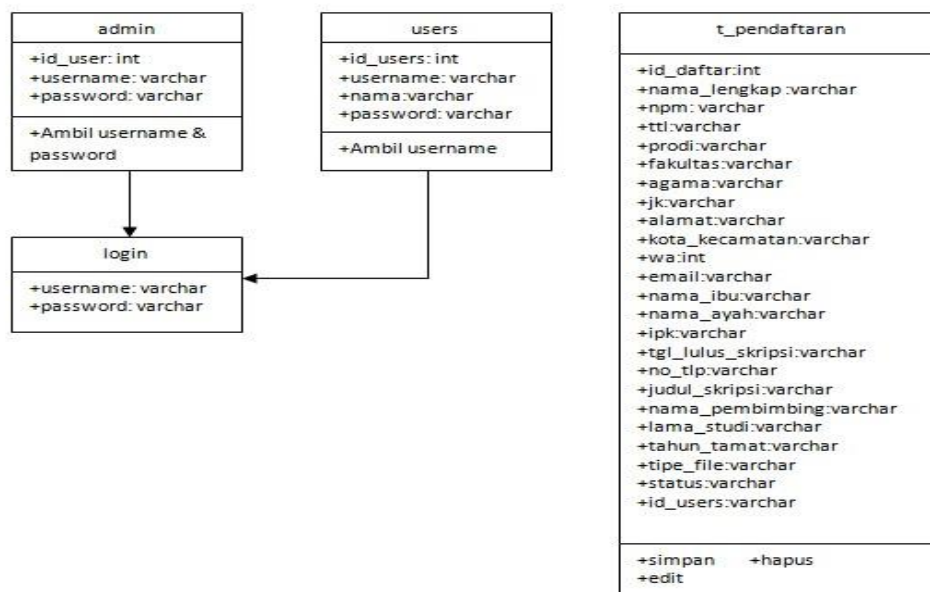 admin
+id_user: int
+username: varchar
+password: varchar
+Ambil username &
password
users
+id_users: int
+username: varchar
+nama:varchar
+password: varchar
+Ambil username
login
+username: varchar
+password: varchar
t_pendaftaran
+id_daftar:int
+nama_lengkap :varchar
+npm: varchar
+ttl:varchar
+prodi:varchar
+fakultas:varchar
+agama:varchar
+jk:varchar
+alamat:varchar
+kota_kecamatan:varchar
+wa:int
+email:varchar
+nama_ibu:varchar
+nama_ayah:varchar
+ipk:varchar
+tgl_lulus_skripsi:varchar
+no_tlp:varchar
+judul_skripsi:varchar
+nama_pembimbing:varchar
+lama_studi:varchar
+tahun_tamat:varchar
+tipe_file:varchar
+status:varchar
+id_users:varchar
+simpan +hapus
+edit